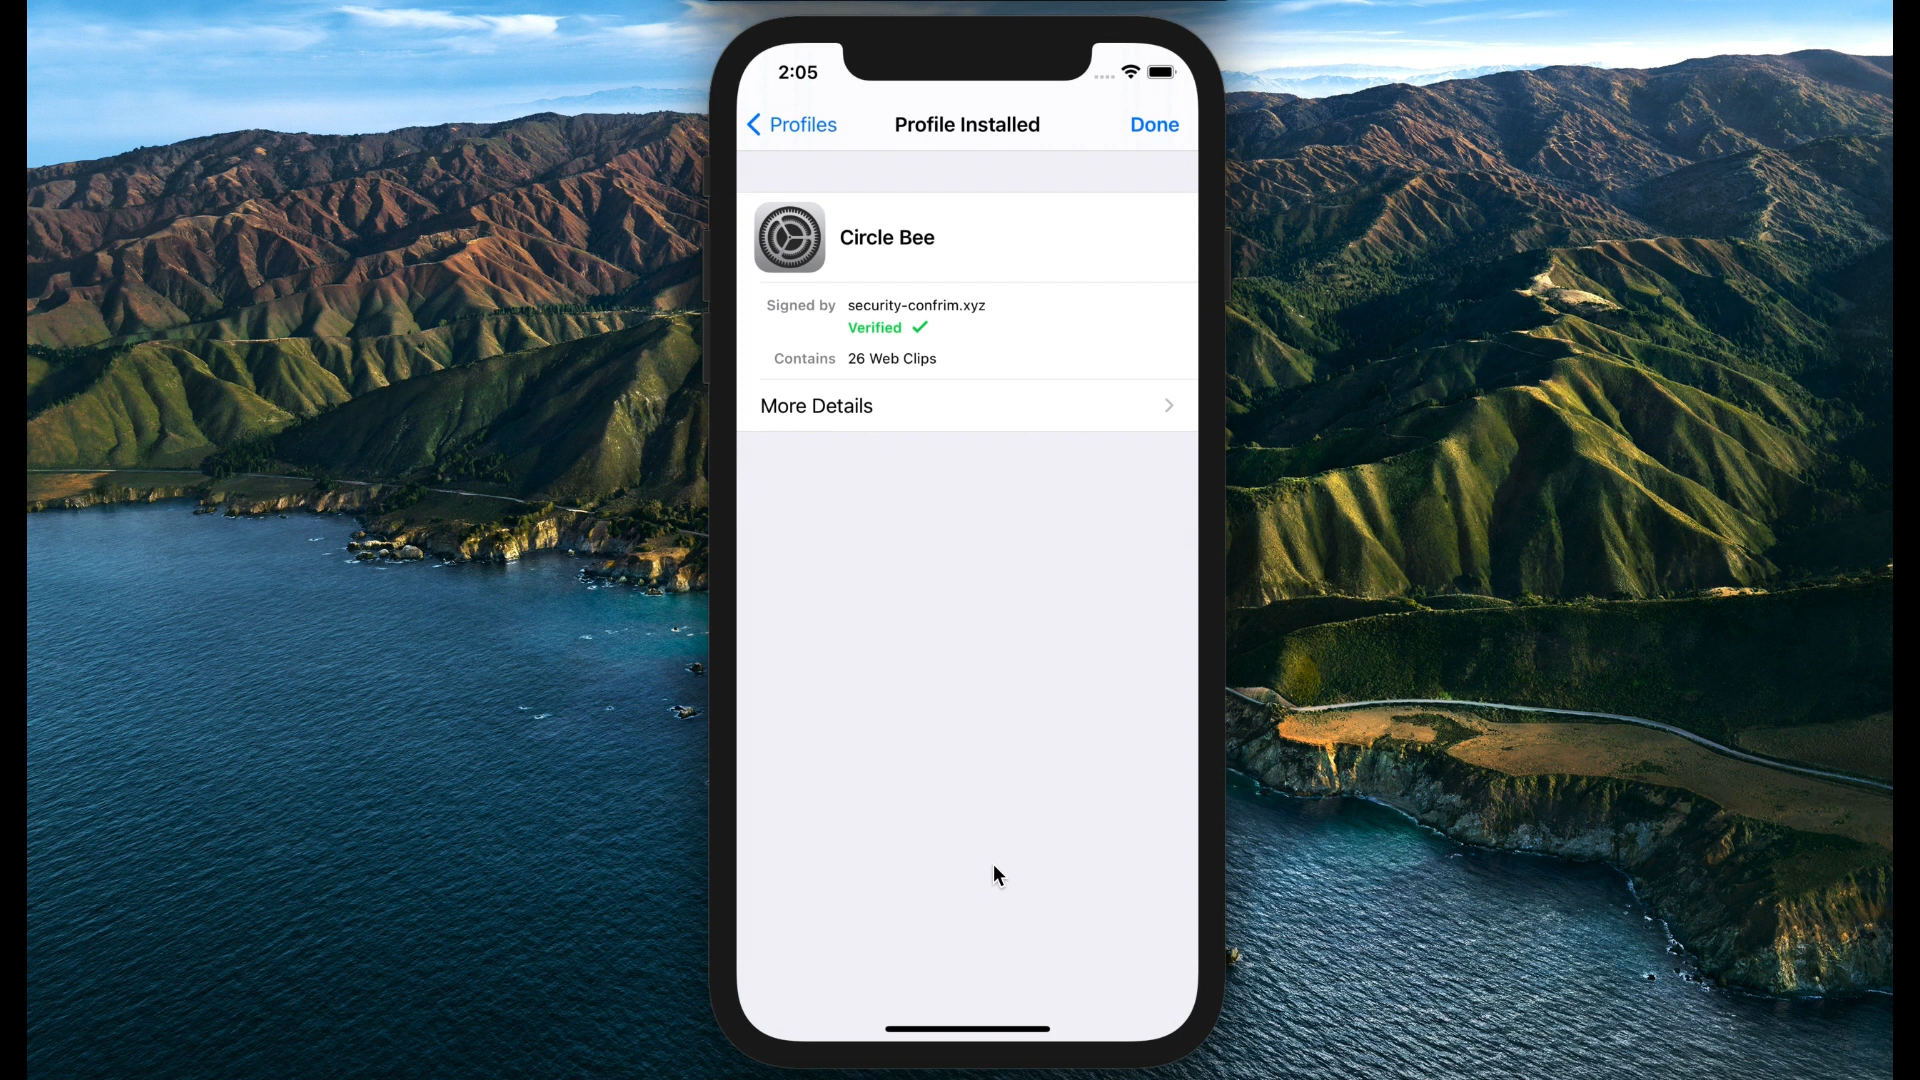 2:05
Profiles
Profile Installed
Done
Circle Bee
Signed by security-confrim.xyz
Verified
Contains 26 Web Clips
More Details